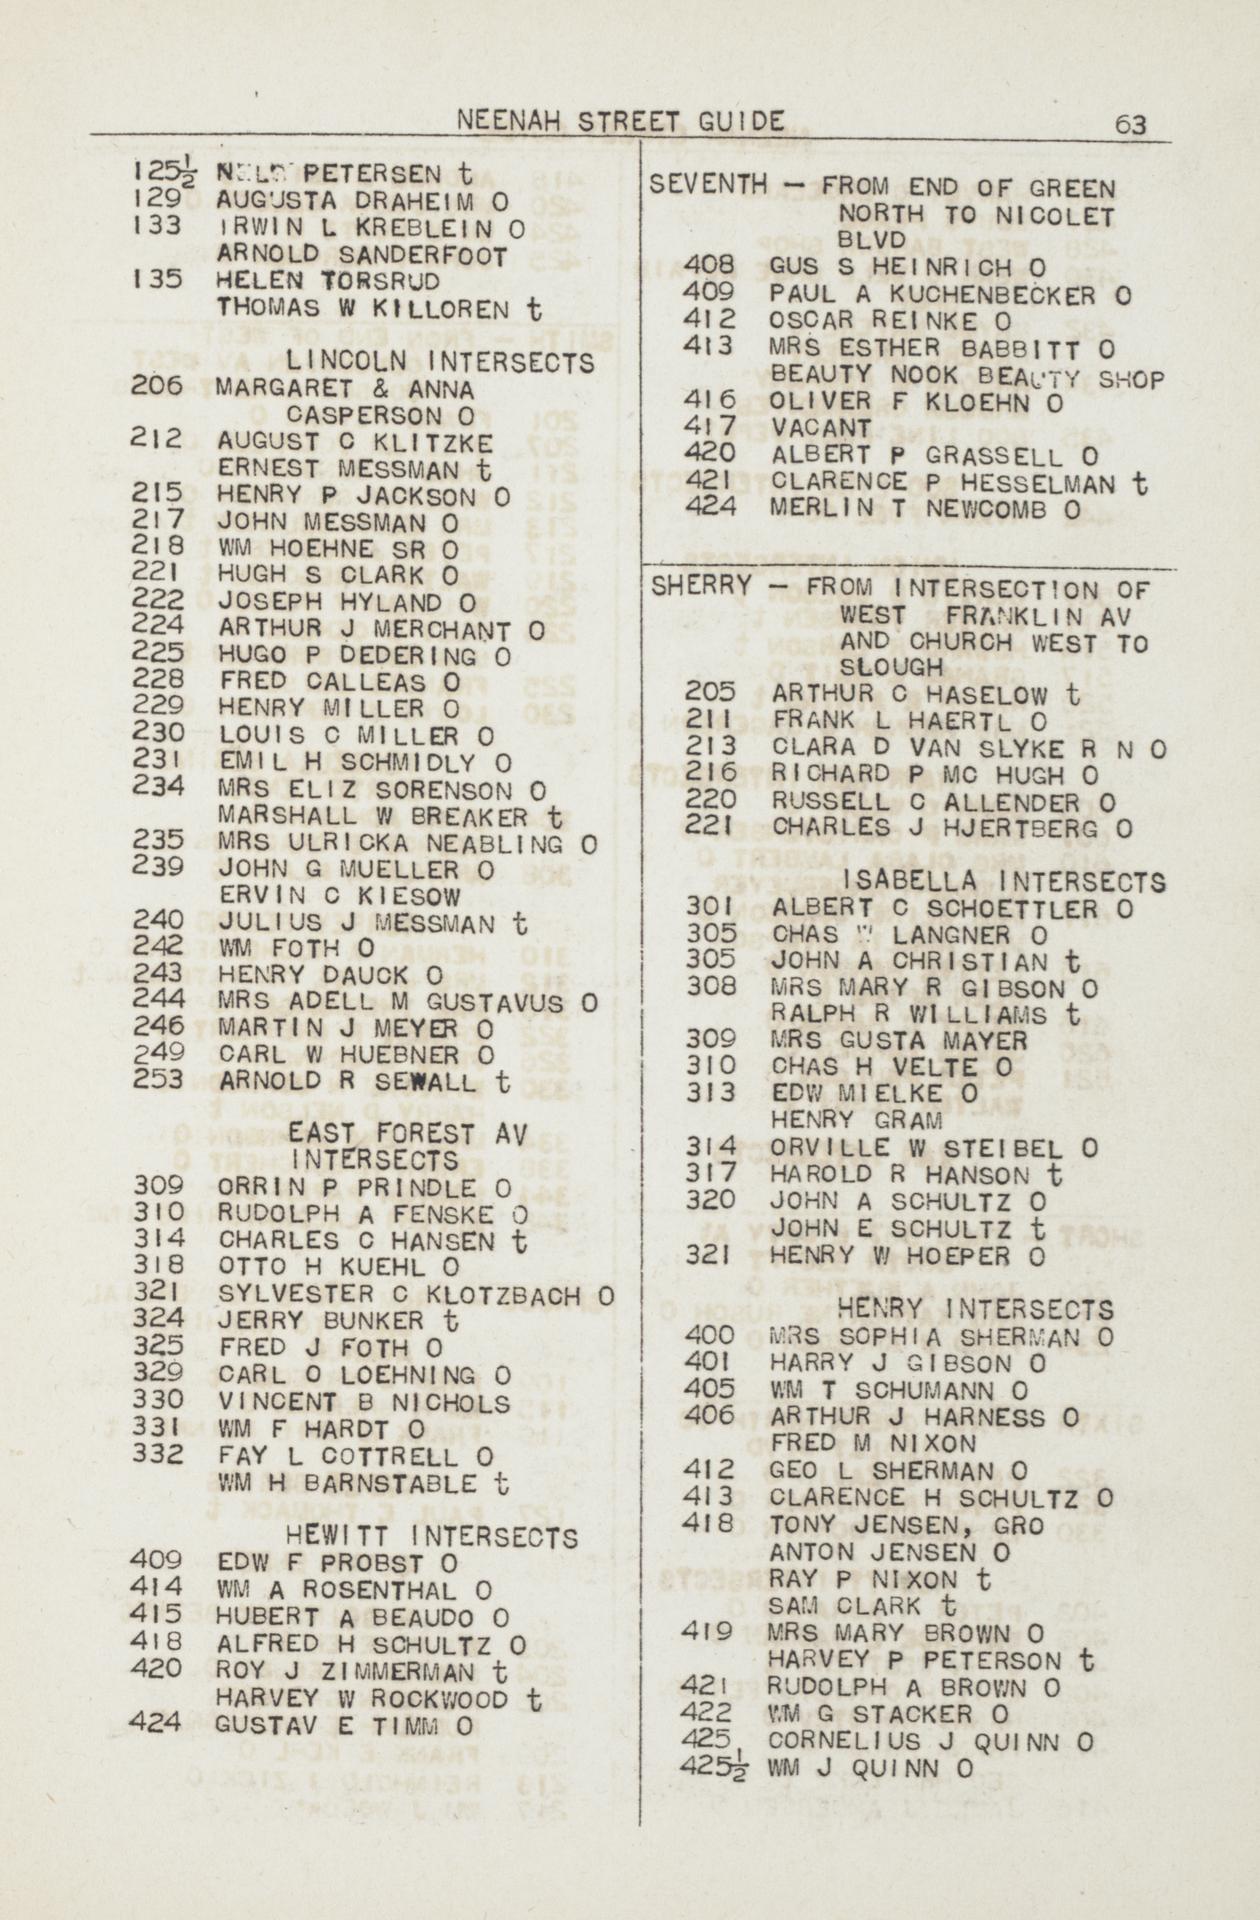 NEENAH STREET GUIDE 63
125½ PETERSEN t
129 AUGUSTA DRAHEIM O
133 IRWIN L KREBLEIN O
ARNOLD SANDERFOOT
135 HELEN TORSRUD
THOMAS W KILLOREN t
LINCOLN INTERSECTS
206 MARGARET & ANNA
CASPERSON O
212 AUGUST C KLITZKE
ERNEST MESSMAN t
215 HENRY P JACKSON O
217 JOHN MESSMAN O
218 WM HOEHNE SR O
221 HUGH S CLARK O
222 JOSEPH HYLAND O
224 ARTHUR J MERCHANT O
225 HUGO P DEDERING O
228 FRED CALLEAS O
229 HENRY MILLER O
230 LOUIS C MILLER O
231 EMIL H SCHMIDLY O
234 MRS ELIZ SORENSON O
MARSHALL W BREAKER t
235 MRS ULRICKA NEABLING O
239 JOHN G MUELLER O
ERVIN C KIESOW
240 JULIUS J MESSMAN t
242 WM FOTH O
243 HENRY DAUCK O
244 MRS ADELL M GUSTAVUS O
246 MARTIN J MEYER O
249 CARL W HUEBNER O
253 ARNOLD R SEWALL t
EAST FOREST AV
INTERSECTS
309 ORRIN P PRINDLE O
310 RUDOLPH A FENSKE O
314 CHARLES C HANSEN t
318 OTTO H KUEHL O
321 SYLVESTER C KLOTZBACH O
324 JERRY BUNKER t
325 FRED J FOTH O
329 CARL O LOEHNING O
330 VINCENT B NICHOLS
331 WM F HARDT O
332 FAY L COTTRELL O
WM H BARNSTABLE t
HEWITT INTERSECTS
409 EDW F PROBST O
414 WM A ROSENTHAL O
415 HUBERT A BEAUDO O
418 ALFRED H SCHULTZ O
420 ROY J ZIMMERMAN t
HARVEY W ROCKWOOD t
424 GUSTAV E TIMM O
SEVENTH — FROM END OF GREEN
NORTH TO NICOLET
BLVD
408 GUS S HEINRICH O
409 PAUL A KUCHENBECKER O
412 OSCAR REINKE O
413 MRS ESTHER BABBITT O
BEAUTY NOOK BEAUTY SHOP
416 OLIVER F KLOEHN O
417 VACANT
420 ALBERT P GRASSELL O
421 CLARENCE P HESSELMAN t
424 MERLIN T NEWCOMB O
SHERRY — FROM INTERSECTION OF
WEST FRANKLIN AV
AND CHURCH WEST TO
SLOUGH
205 ARTHUR C HASELOW t
211 FRANK L HAERTL O
213 CLARA D VAN SLYKE R N O
216 RICHARD P MC HUGH O
220 RUSSELL C ALLENDER O
221 CHARLES J HJERTBERG O
ISABELLA INTERSECTS
301 ALBERT C SCHOETTLER O
305 CHAS W LANGNER O
305 JOHN A CHRISTIAN t
308 MRS MARY R GIBSON O
RALPH R WILLIAMS t
309 MRS GUSTA MAYER
310 CHAS H VELTE O
313 EDW MIELKE O
HENRY GRAM
314 ORVILLE W STEIBEL O
317 HAROLD R HANSON t
320 JOHN A SCHULTZ O
JOHN E SCHULTZ t
321 HENRY W HOEPER O
HENRY INTERSECTS
400 MRS SOPHIA SHERMAN O
401 HARRY J GIBSON O
405 WM T SCHUMANN O
406 ARTHUR J HARNESS O
FRED M NIXON
412 GEO L SHERMAN O
413 CLARENCE H SCHULTZ O
418 TONY JENSEN, GRO
ANTON JENSEN O
RAY P NIXON t
SAM CLARK t
419 MRS MARY BROWN O
HARVEY P PETERSON t
421 RUDOLPH A BROWN O
422 WM G STACKER O
425 CORNELIUS J QUINN O
425½ WM J QUINN O